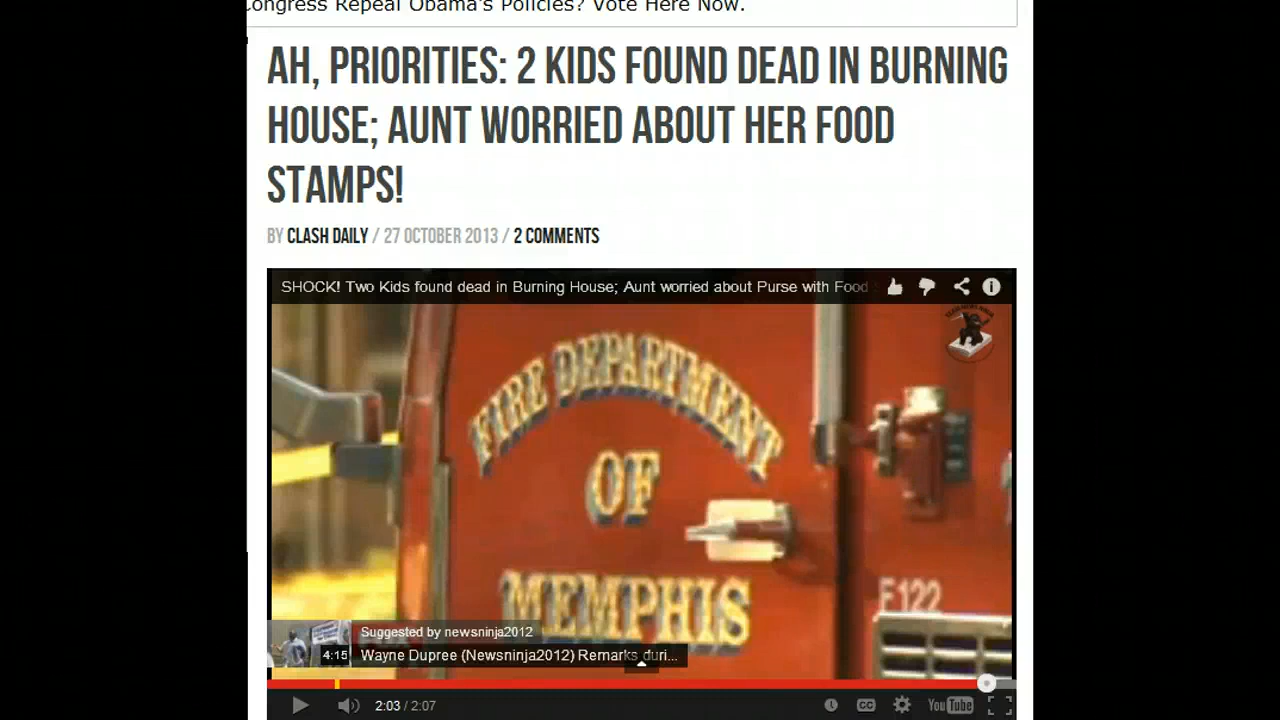 Congress Repeal Obama's Policies? Vote Here Now.
AH, PRIORITIES: 2 KIDS FOUND DEAD IN BURNING
HOUSE; AUNT WORRIED ABOUT HER FOOD
STAMPS!
BY CLASH DAILY / 27 OCTOBER 2013 / 2 COMMENTS
SHOCK! Two Kids found dead in Burning House; Aunt worried about Purse with Food
FIRE DEPARTMENT
OF
MEMPHIS
E122
Suggested by newsninja2012
4:15 Wayne Dupree (Newsninja2012) Remarks duri...
2:03 / 2:07
CC
YouTube